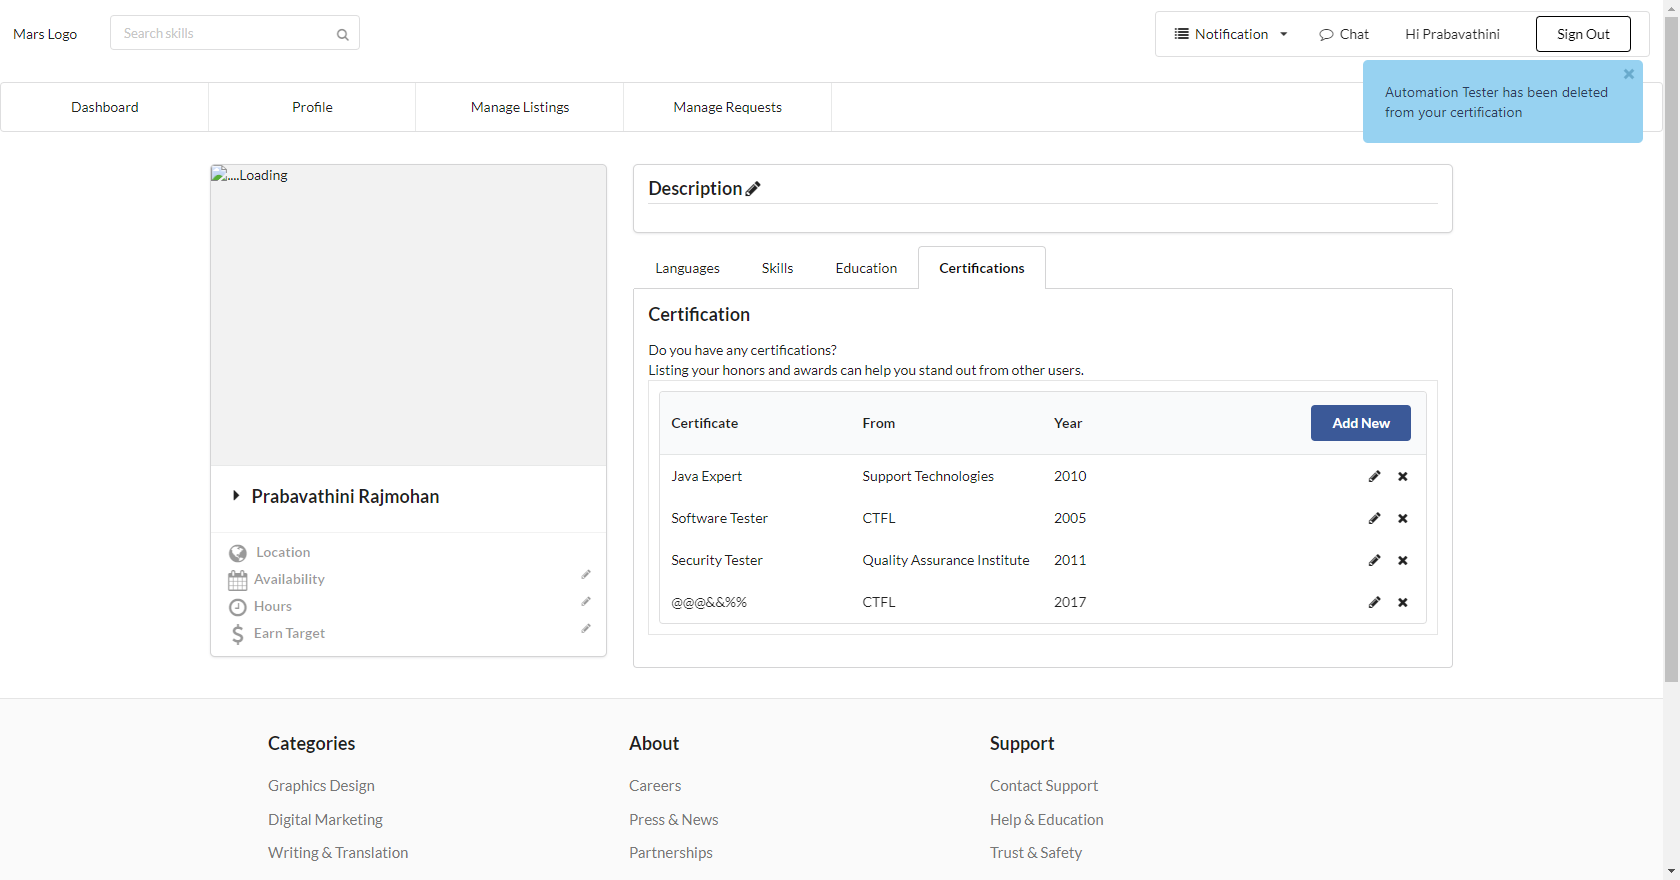 Mars Logo
Search skills
Notification
Chat
Hi Prabavathini
Sign Out
Automation Tester has been deleted
from your certification
Dashboard
Profile
Manage Listings
Manage Requests
....Loading
Prabavathini Rajmohan
Location
Availability
Hours
Earn Target
Description
Languages
Skills
Education
Certifications
Certification
Do you have any certifications?
Listing your honors and awards can help you stand out from other users.
Certificate From Year Add New
Java Expert Support Technologies 2010
Software Tester CTFL 2005
Security Tester Quality Assurance Institute 2011
@@@&&%% CTFL 2017
Categories
Graphics Design
Digital Marketing
Writing & Translation
About
Careers
Press & News
Partnerships
Support
Contact Support
Help & Education
Trust & Safety